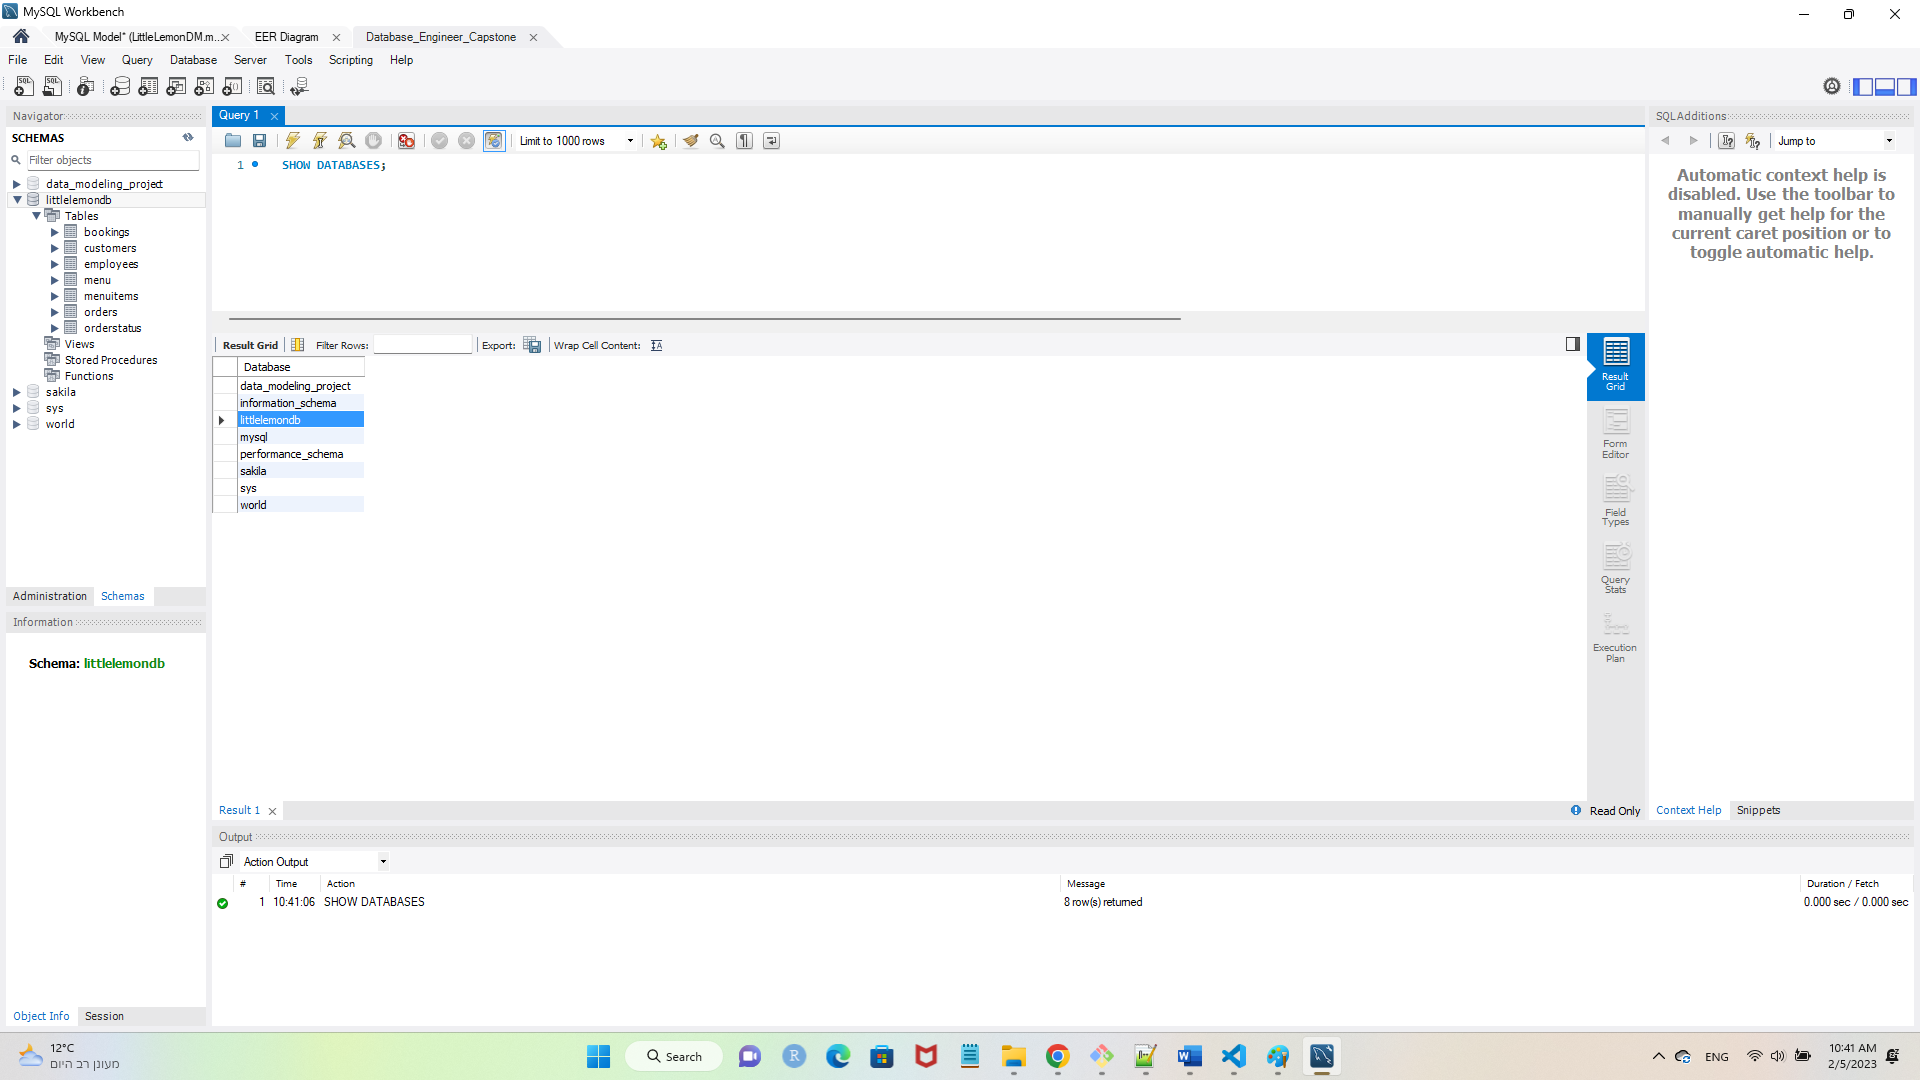 MySQL Workbench
MySQL Model* (LittleLemonDM.m...
EER Diagram
Database_Engineer_Capstone
File Edit View Query Database Server Tools Scripting Help
Navigator
SCHEMAS
Filter objects
data_modeling_project
littlelemondb
Tables
bookings
customers
employees
menu
menuitems
orders
orderstatus
Views
Stored Procedures
Functions
sakila
sys
world
Administration Schemas
Information
Schema: littlelemondb
Object Info Session
Query 1
Limit to 1000 rows
1 SHOW DATABASES;
Result Grid Filter Rows: Export: Wrap Cell Content:
Database
data_modeling_project
information_schema
littlelemondb
mysql
performance_schema
sakila
sys
world
Result Grid
Form Editor
Field Types
Query Stats
Execution Plan
Result 1
Read Only
SQLAdditions
Jump to
Automatic context help is
disabled. Use the toolbar to
manually get help for the
current caret position or to
toggle automatic help.
Context Help Snippets
Output
Action Output
# Time Action Message Duration / Fetch
1 10:41:06 SHOW DATABASES 8 row(s) returned 0.000 sec / 0.000 sec
12°C
מעונן רב היום
Search
ENG
10:41 AM
2/5/2023